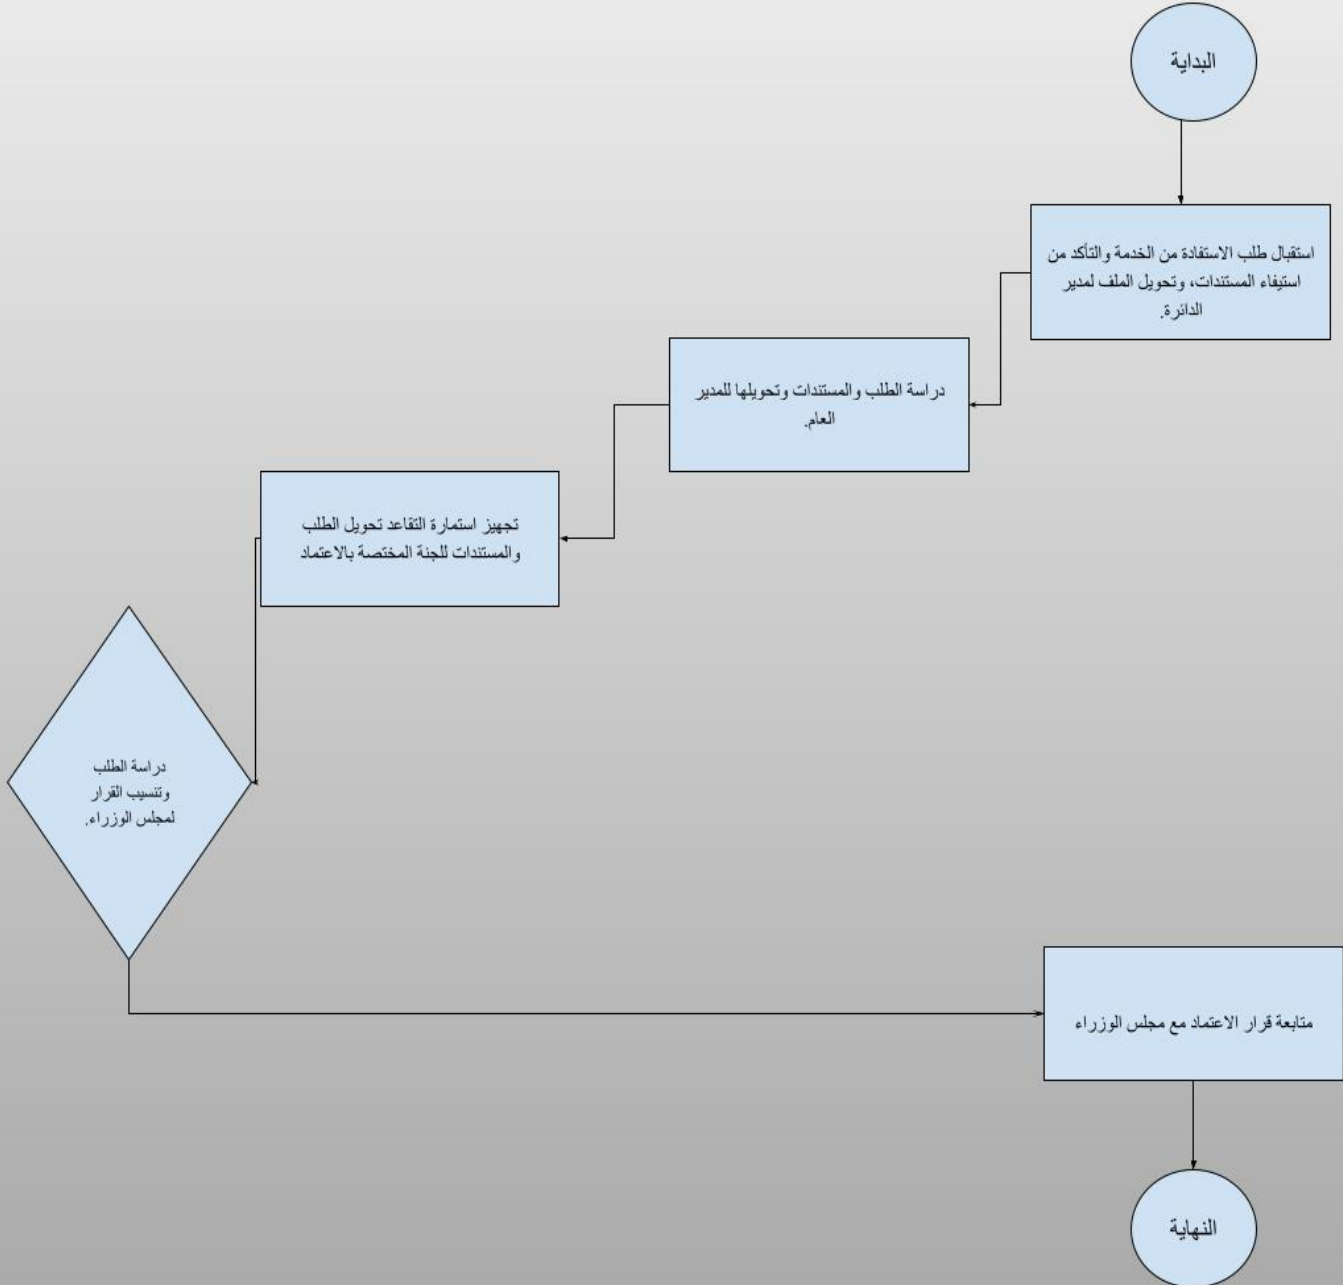 البداية
استقبال طلب الاستفادة من الخدمة والتأكد من
استيفاء المستندات، وتحويل الملف لمدير
الدائرة.
دراسة الطلب والمستندات وتحويلها للمدير
العام.
تجهيز استمارة التقاعد تحويل الطلب
والمستندات للجنة المختصة بالاعتماد
دراسة الطلب
وتنسيب القرار
لمجلس الوزراء.
متابعة قرار الاعتماد مع مجلس الوزراء
النهاية